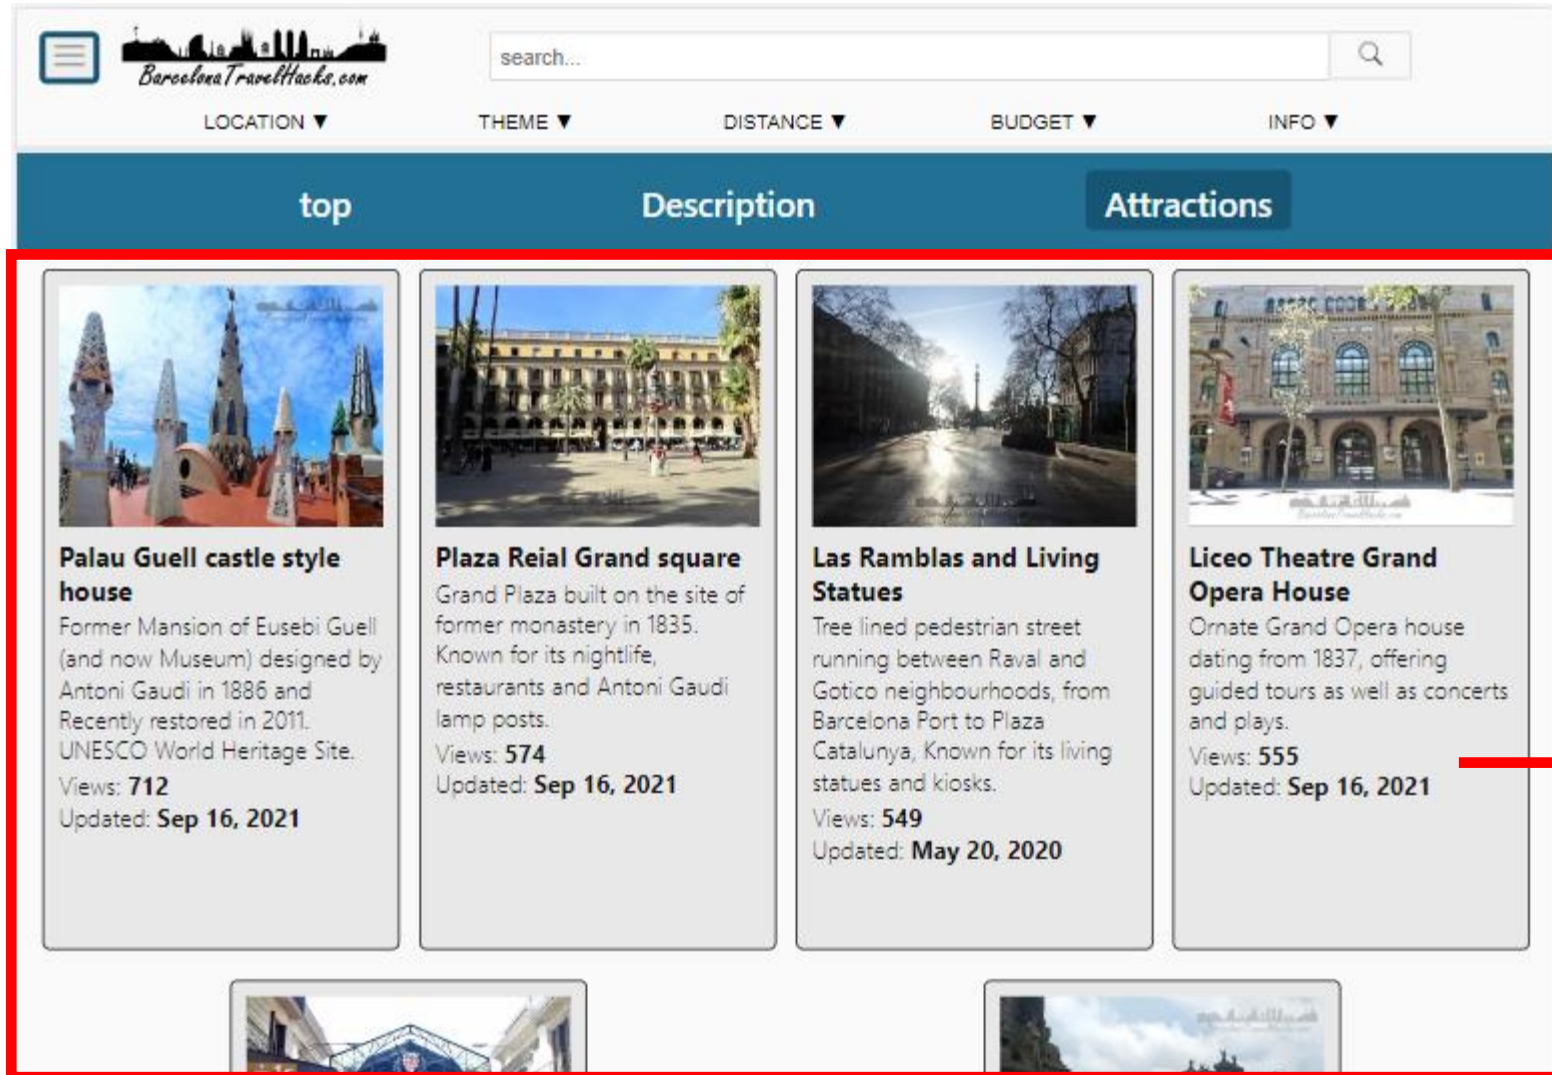 BarcelonaTravelHacks.com
search...
LOCATION ▼ THEME ▼ DISTANCE ▼ BUDGET ▼ INFO ▼
top Description Attractions
Palau Guell castle style
house
Former Mansion of Eusebi Guell
(and now Museum) designed by
Antoni Gaudi in 1886 and
Recently restored in 2011.
UNESCO World Heritage Site.
Views: 712
Updated: Sep 16, 2021
Plaza Reial Grand square
Grand Plaza built on the site of
former monastery in 1835.
Known for its nightlife,
restaurants and Antoni Gaudi
lamp posts.
Views: 574
Updated: Sep 16, 2021
Las Ramblas and Living
Statues
Tree lined pedestrian street
running between Raval and
Gotico neighbourhoods, from
Barcelona Port to Plaza
Catalunya, Known for its living
statues and kiosks.
Views: 549
Updated: May 20, 2020
Liceo Theatre Grand
Opera House
Ornate Grand Opera house
dating from 1837, offering
guided tours as well as concerts
and plays.
Views: 555
Updated: Sep 16, 2021